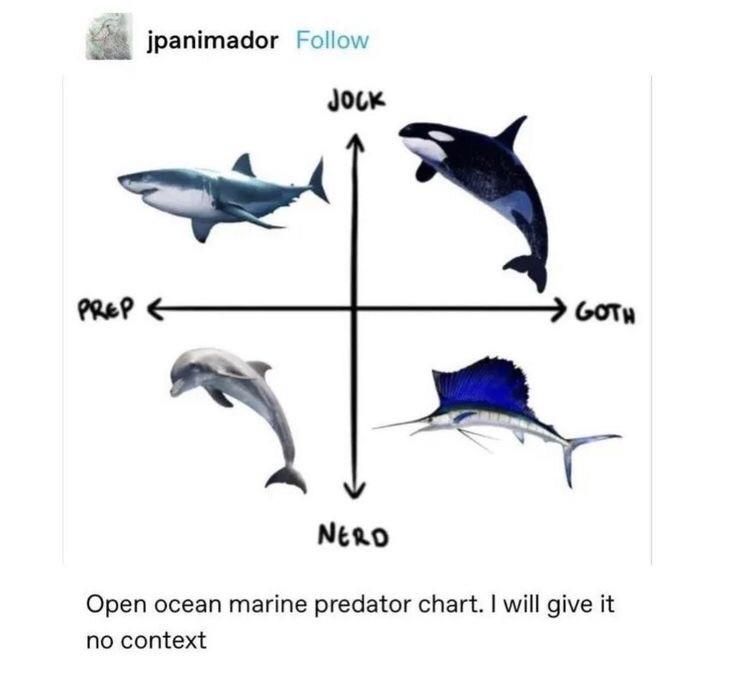 jpanimador Follow
JOCK
PREP
GOTH
NERD
Open ocean marine predator chart. I will give it
no context